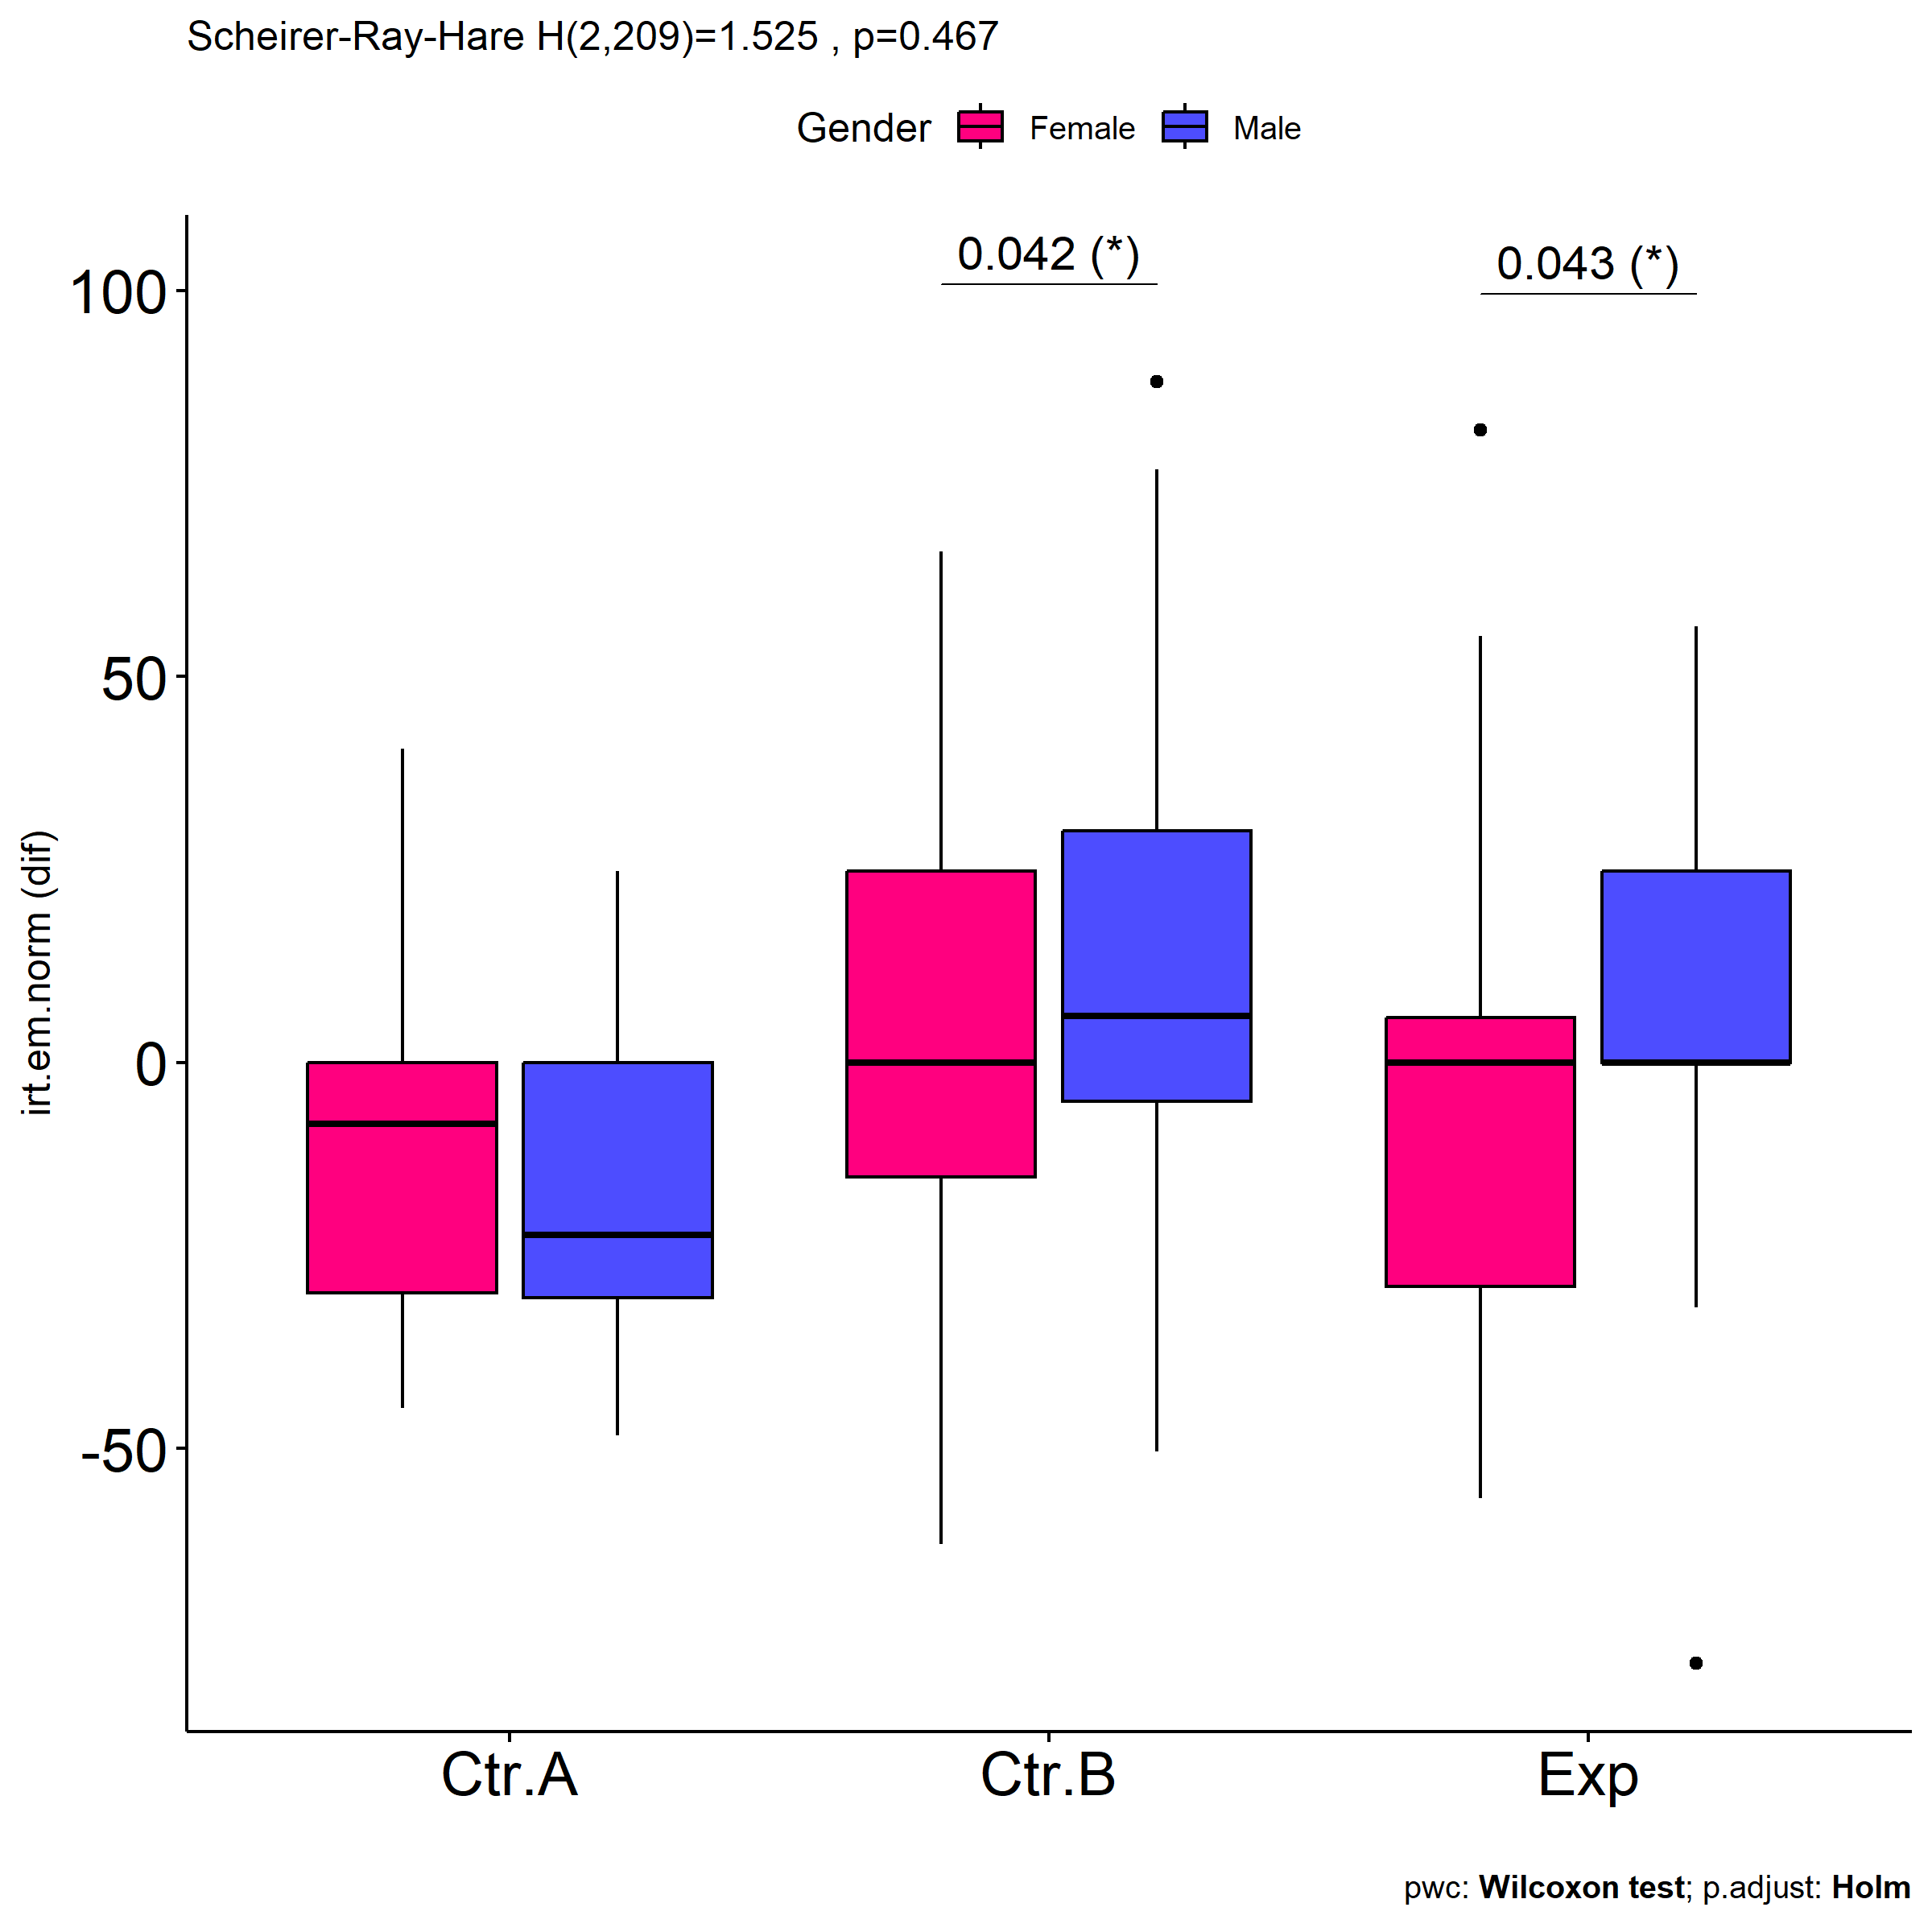 Scheirer-Ray-Hare H(2,209)=1.525 , p=0.467
Gender Female Male
0.042 (*)
0.043 (*)
100
50
0
-50
irt.em.norm (dif)
Ctr.A Ctr.B Exp
pwc: Wilcoxon test; p.adjust: Holm